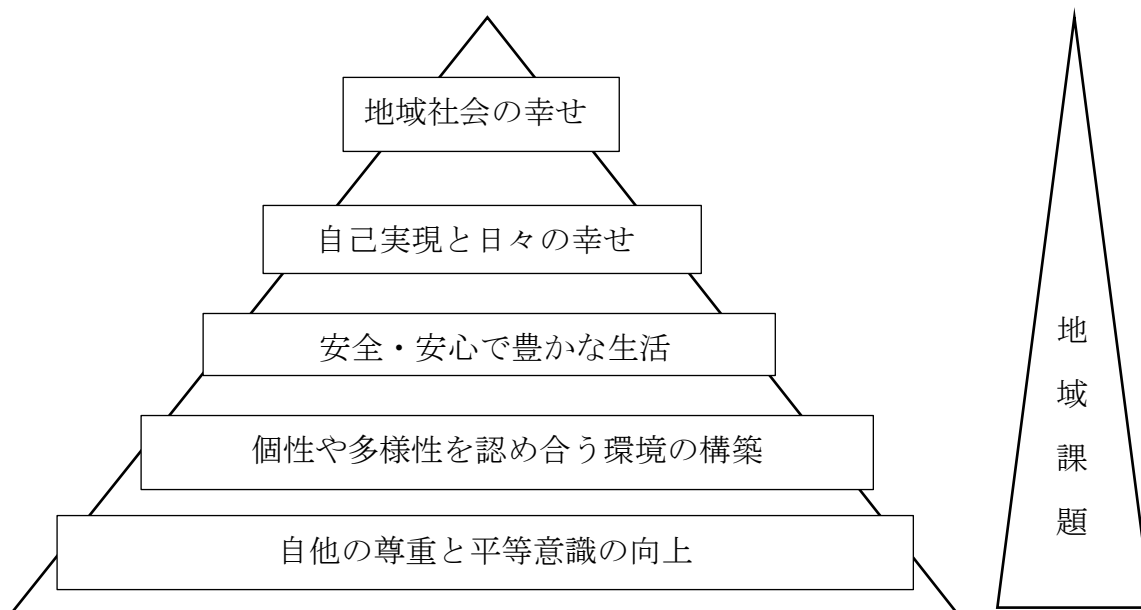 地域社会の幸せ
自己実現と日々の幸せ
安全・安心で豊かな生活
個性や多様性を認め合う環境の構築
自他の尊重と平等意識の向上
地域課題